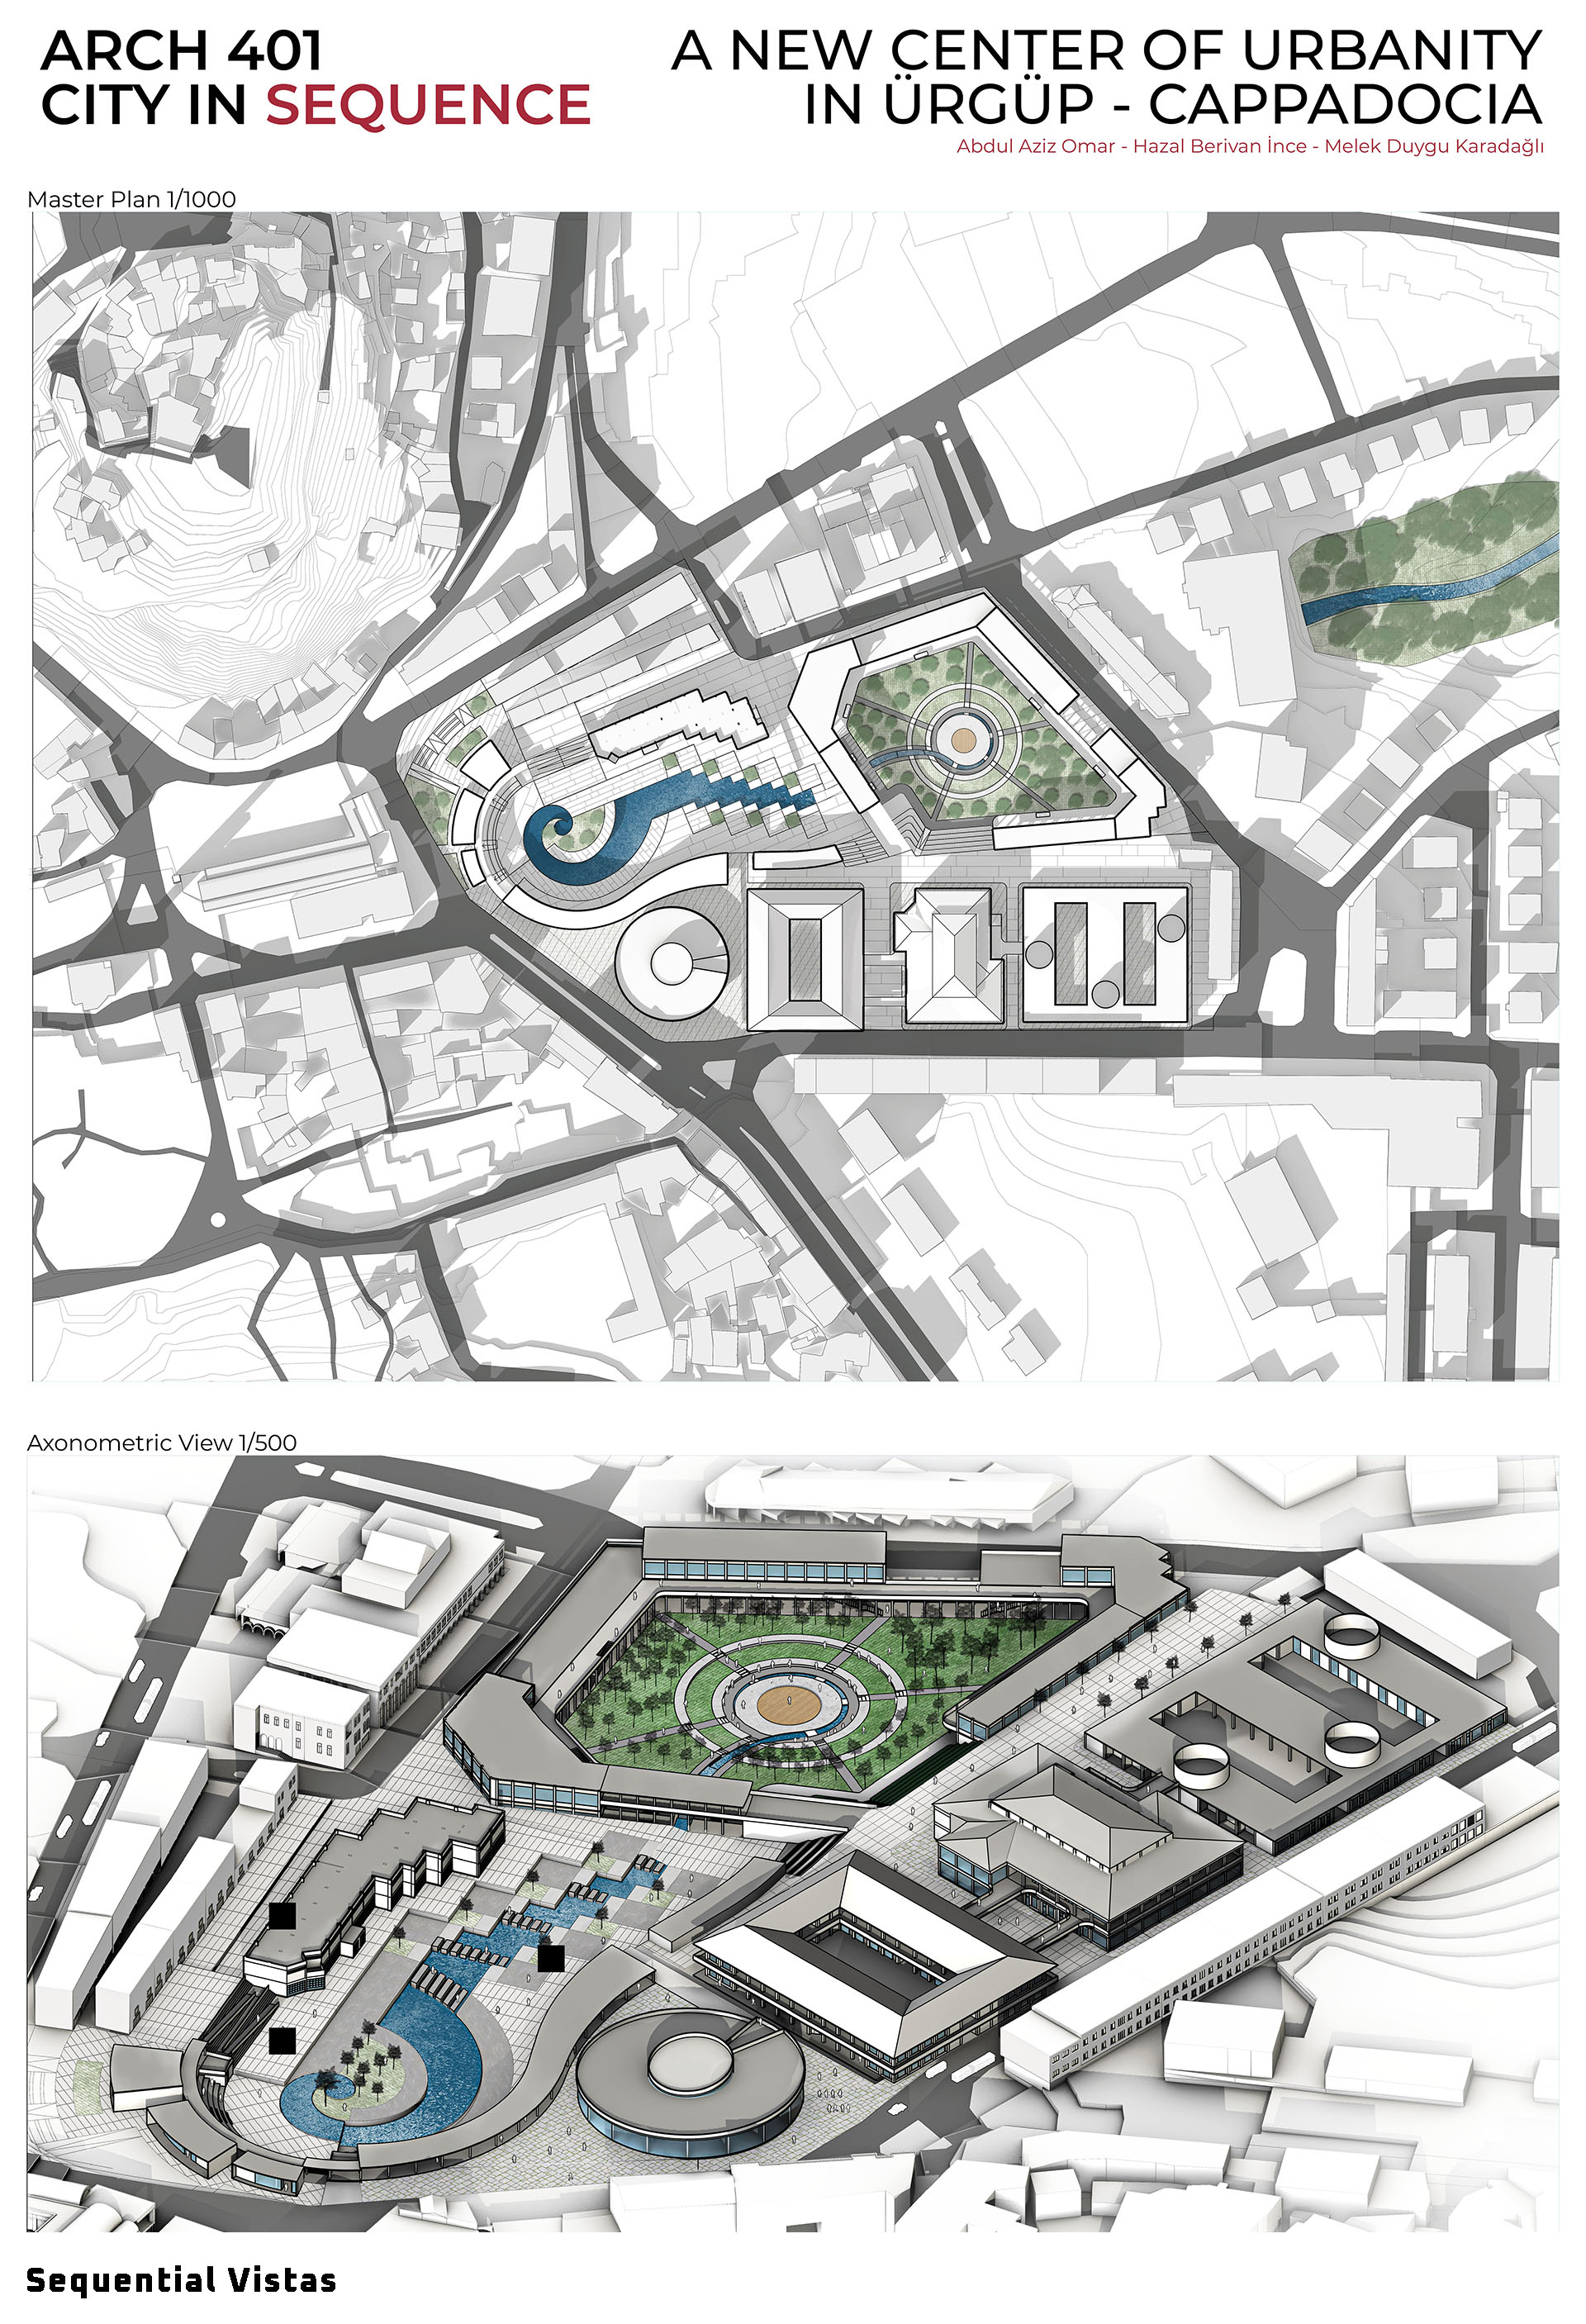 ARCH 401
CITY IN SEQUENCE
A NEW CENTER OF URBANITY
IN ÜRGÜP - CAPPADOCIA
Abdul Aziz Omar - Hazal Berivan İnce - Melek Duygu Karadağlı
Master Plan 1/1000
Axonometric View 1/500
Sequential Vistas